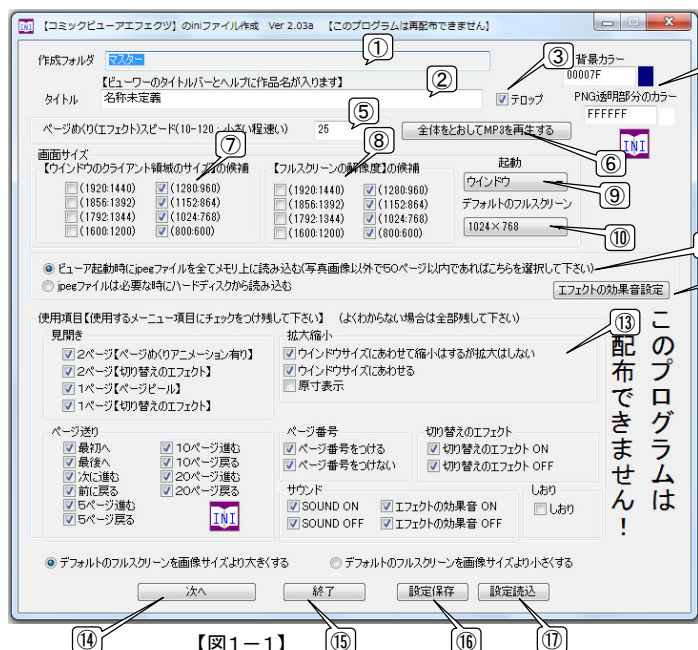 【コミックビューアエフェクツ】のiniファイル作成 Ver 2.03a 【このプログラムは再配布できません】
作成フォルダ マスター ①
【ビューワーのタイトルバーとヘルプに作品名が入ります】
タイトル 名称未定義 ②
③ テロップ
背景カラー
00007F
PNG透明部分のカラー
FFFFFF
INI
ページめくり(エフェクト)スピード(10-120 小さい程速い) 25 ⑤
全体をとおしてMP3を再生する ⑥
画面サイズ
【ウインドウのクライアント領域のサイズ】の候補 ⑦
(1920:1440) (1280:960)
(1856:1392) (1152:864)
(1792:1344) (1024:768)
(1600:1200) (800:600)
【フルスクリーンの解像度】の候補 ⑧
(1920:1440) (1280:960)
(1856:1392) (1152:864)
(1792:1344) (1024:768)
(1600:1200) (800:600)
起動
ウインドウ ⑨
デフォルトのフルスクリーン
1024×768 ⑩
ビューア起動時にjpegファイルを全てメモリ上に読み込む(写真画像以外で50ページ以内であればこちらを選択して下さい)
jpegファイルは必要な時にハードディスクから読み込む
エフェクトの効果音設定
使用項目【使用するメーニュー項目にチェックをつけ残して下さい】 (よくわからない場合は全部残して下さい)
見開き
2ページ【ページめくりアニメーション有り】
2ページ【切り替えのエフェクト】
1ページ【ページピール】
1ページ【切り替えのエフェクト】
拡大縮小 ⑬
ウインドウサイズにあわせて縮小はするが拡大はしない
ウインドウサイズにあわせる
原寸表示
ページ送り
最初へ 10ページ進む
最後へ 10ページ戻る
次に進む 20ページ進む
前に戻る 20ページ戻る
5ページ進む
5ページ戻る
INI
ページ番号
ページ番号をつける
ページ番号をつけない
切り替えのエフェクト
切り替えのエフェクト ON
切り替えのエフェクト OFF
サウンド
SOUND ON エフェクトの効果音 ON
SOUND OFF エフェクトの効果音 OFF
しおり
しおり
このプログラムは
配布できません!
デフォルトのフルスクリーンを画像サイズより大きくする デフォルトのフルスクリーンを画像サイズより小さくする
次へ 終了 設定保存 設定読込
⑭ 【図1-1】 ⑮ ⑯ ⑰